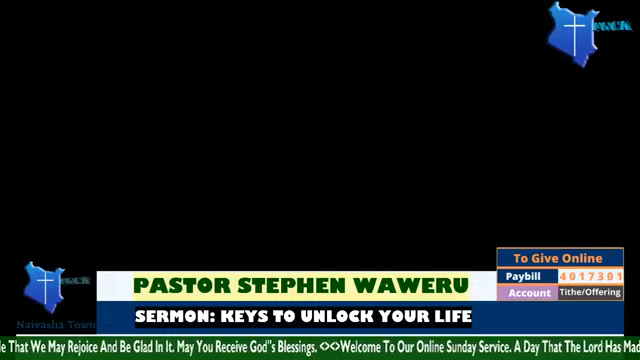 PWCK
To Give Online
Paybill 4017301
Account Tithe/Offering
PASTOR STEPHEN WAWERU
SERMON: KEYS TO UNLOCK YOUR LIFE
Naivasha Town
le That We May Rejoice And Be Glad In It. May You Receive God"s Blessings. <><>Welcome To Our Online Sunday Service. A Day That The Lord Has Mad